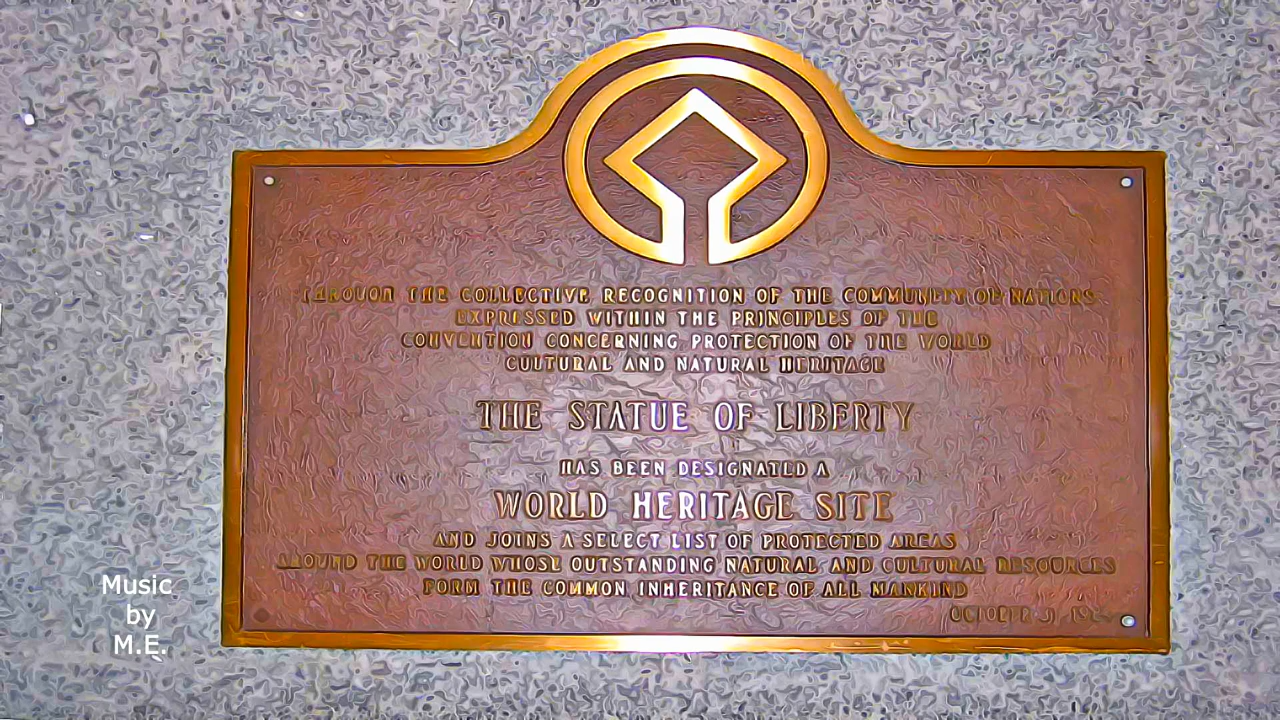 THROUGH THE COLLECTIVE RECOGNITION OF THE COMMUNITY OF NATIONS
EXPRESSED WITHIN THE PRINCIPLES OF THE
CONVENTION CONCERNING PROTECTION OF THE WORLD
CULTURAL AND NATURAL HERITAGE
THE STATUE OF LIBERTY
HAS BEEN DESIGNATED A
WORLD HERITAGE SITE
AND JOINS A SELECT LIST OF PROTECTED AREAS
AROUND THE WORLD WHOSE OUTSTANDING NATURAL AND CULTURAL RESOURCES
FORM THE COMMON INHERITANCE OF ALL MANKIND
OCTOBER
Music
by
M.E.